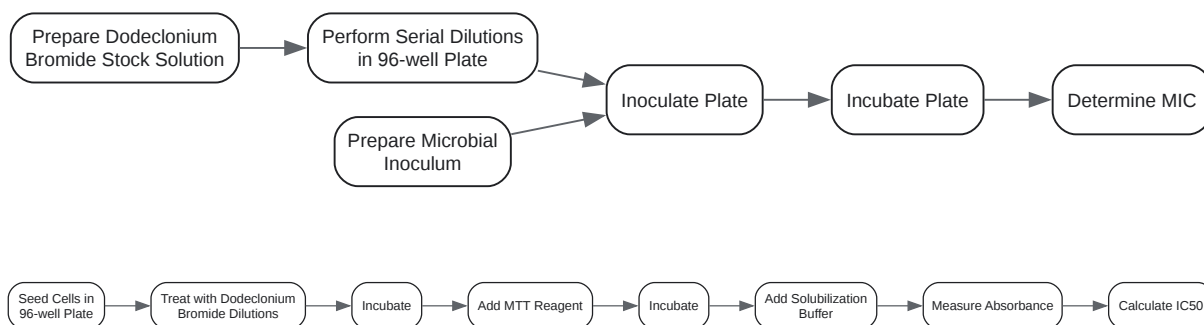 Prepare Dodeclonium
Bromide Stock Solution
Perform Serial Dilutions
in 96-well Plate
Prepare Microbial
Inoculum
Inoculate Plate
Incubate Plate
Determine MIC
Seed Cells in
96-well Plate
Treat with Dodeclonium
Bromide Dilutions
Incubate
Add MTT Reagent
Incubate
Add Solubilization
Buffer
Measure Absorbance
Calculate IC50